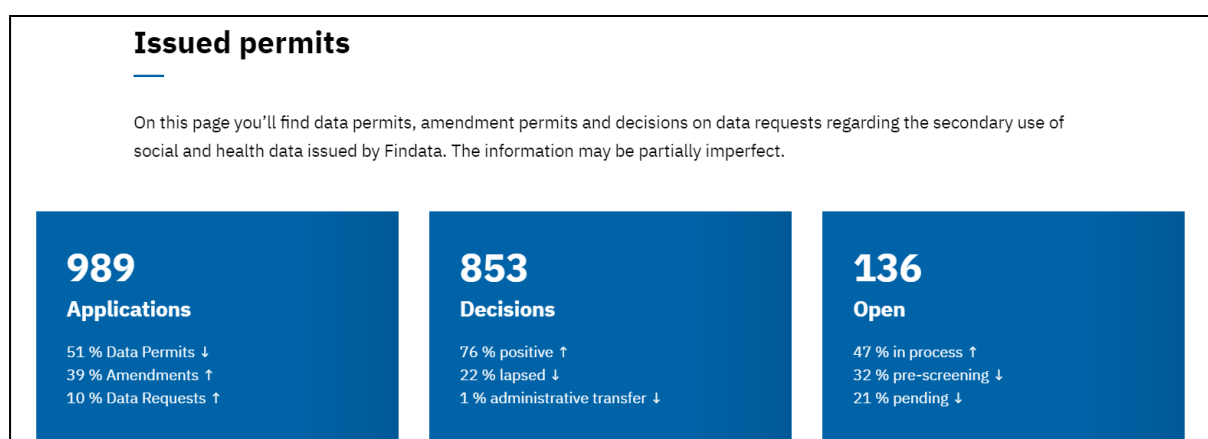 Issued permits
On this page you’ll find data permits, amendment permits and decisions on data requests regarding the secondary use of
social and health data issued by Findata. The information may be partially imperfect.
989
Applications
51 % Data Permits ↓
39 % Amendments ↑
10 % Data Requests ↑
853
Decisions
76 % positive ↑
22 % lapsed ↓
1 % administrative transfer ↓
136
Open
47 % in process ↑
32 % pre-screening ↓
21 % pending ↓